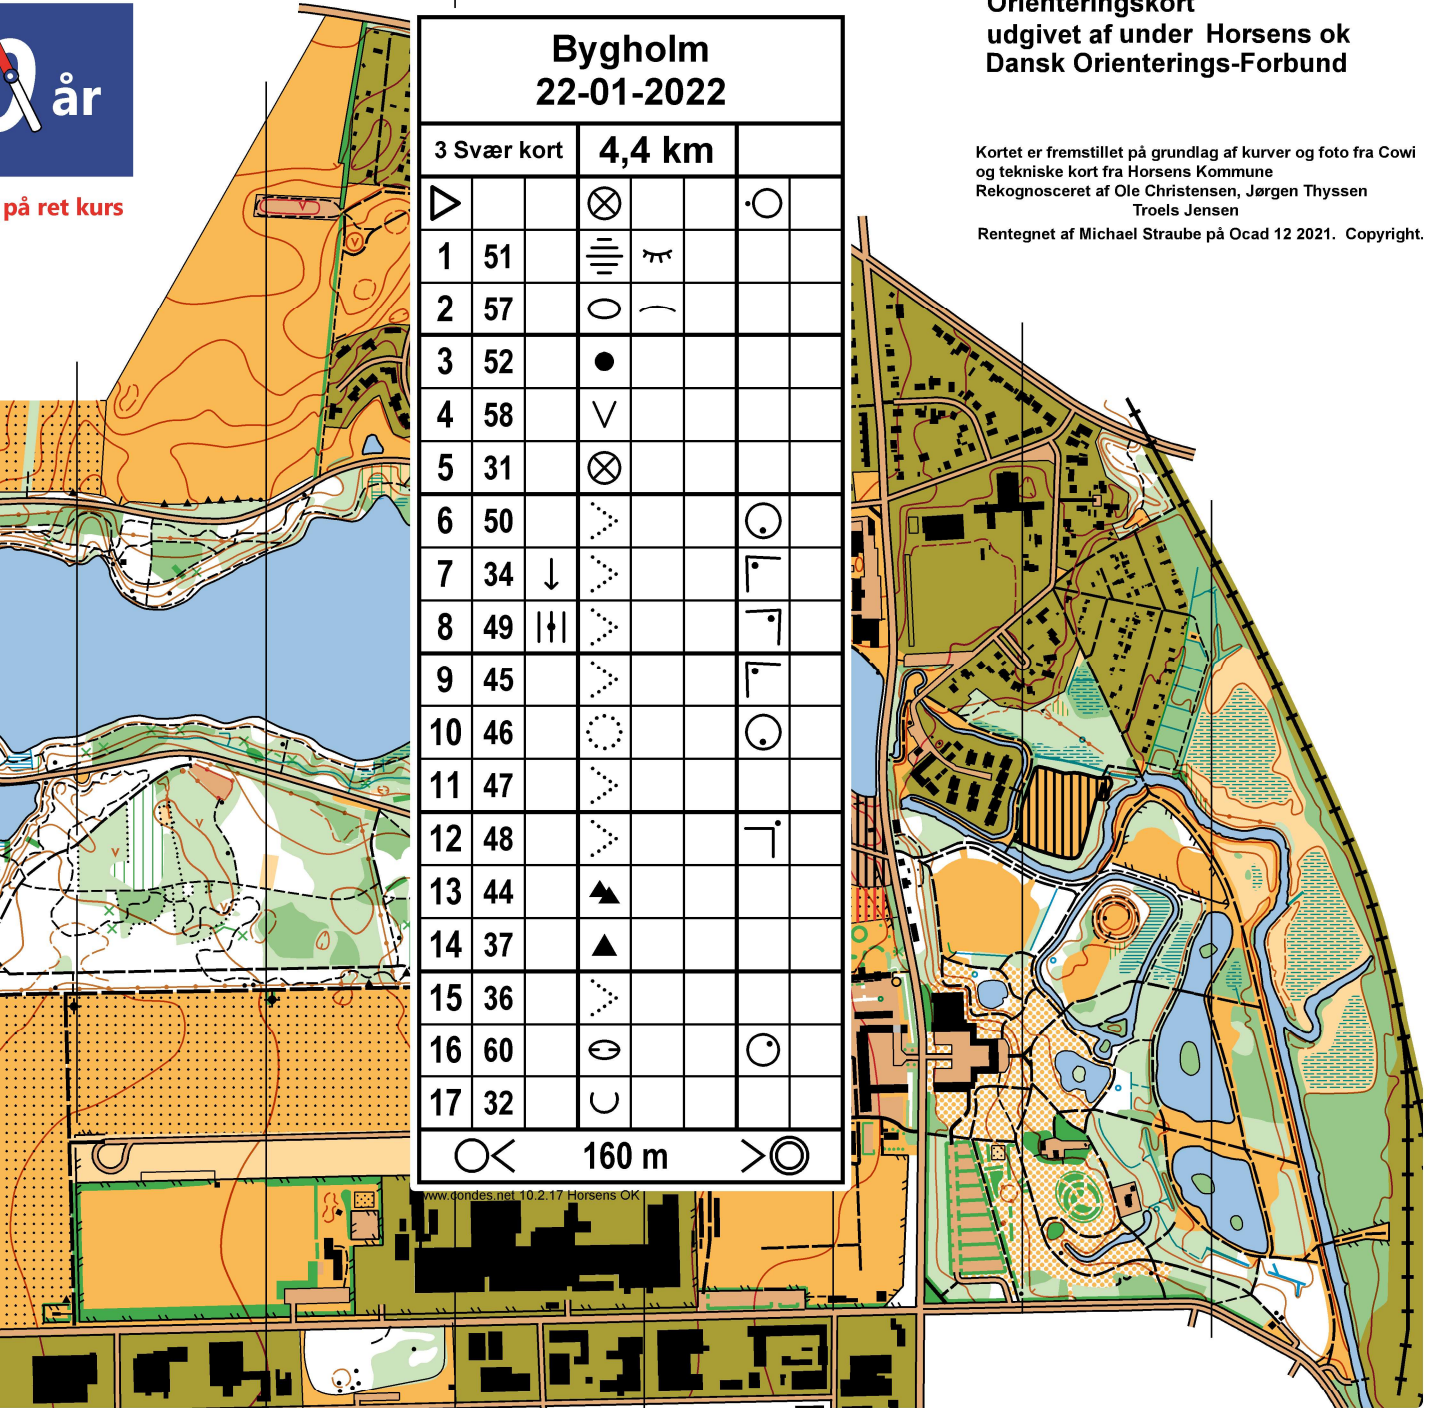 år
på ret kurs
Orienteringskort
udgivet af under Horsens ok
Dansk Orienterings-Forbund
Kortet er fremstillet på grundlag af kurver og foto fra Cowi
og tekniske kort fra Horsens Kommune
Rekognosceret af Ole Christensen, Jørgen Thyssen
Troels Jensen
Rentegnet af Michael Straube på Ocad 12 2021. Copyright.
Bygholm
22-01-2022
3 Svær kort 4,4 km
1 51
2 57
3 52
4 58
5 31
6 50
7 34
8 49
9 45
10 46
11 47
12 48
13 44
14 37
15 36
16 60
17 32
160 m
www.condes.net 10.2.17 Horsens OK